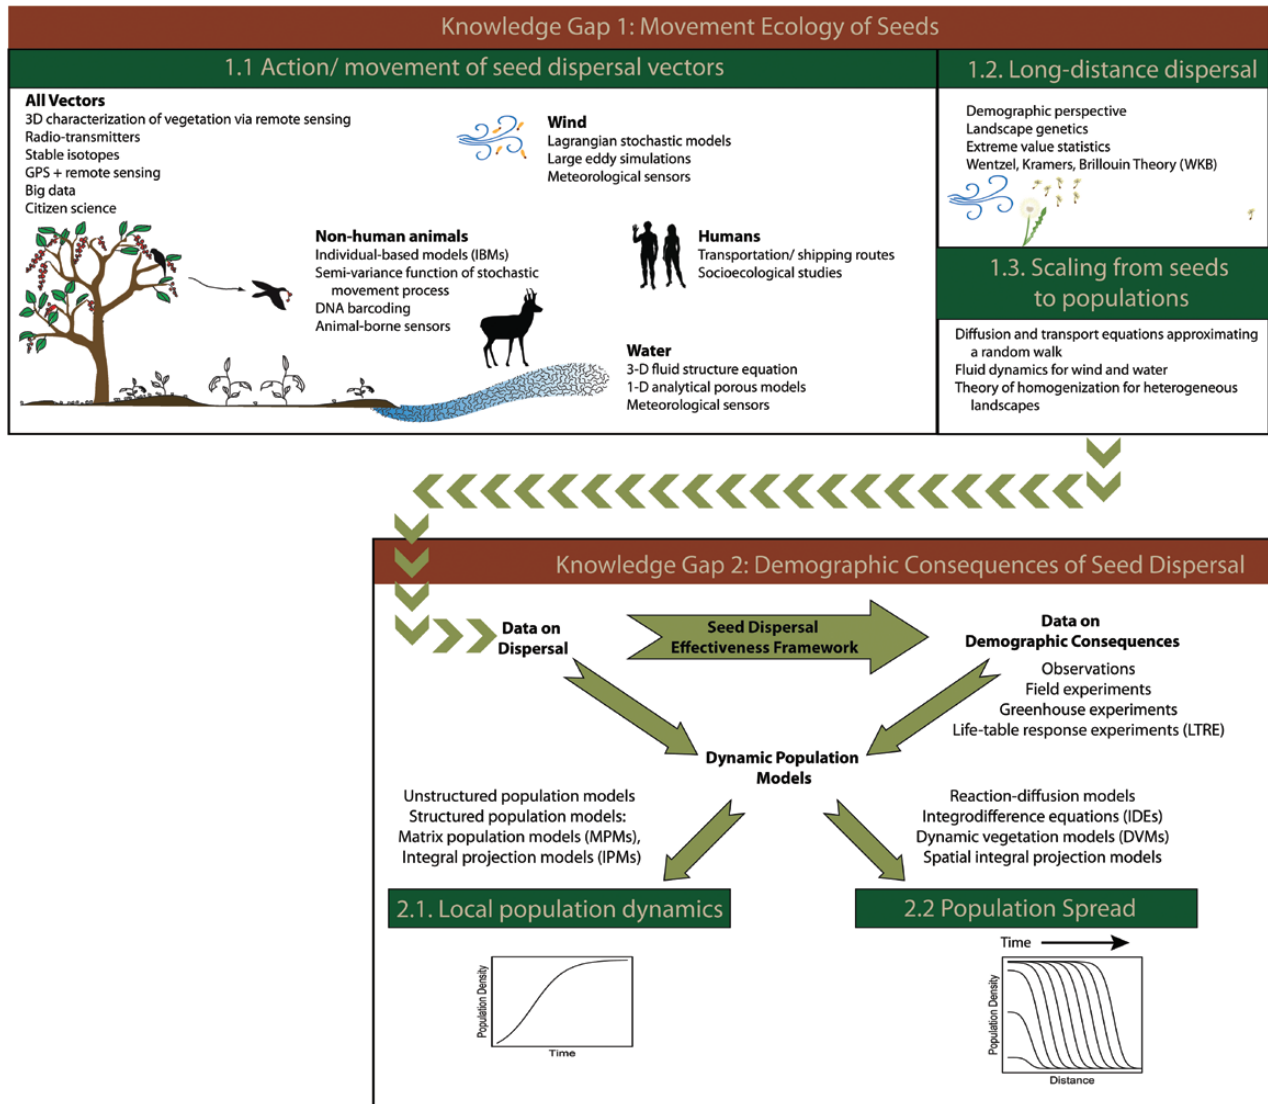 Knowledge Gap 1: Movement Ecology of Seeds
1.1 Action/ movement of seed dispersal vectors
All Vectors
3D characterization of vegetation via remote sensing
Radio-transmitters
Stable isotopes
GPS + remote sensing
Big data
Citizen science
Wind
Lagrangian stochastic models
Large eddy simulations
Meteorological sensors
Non-human animals
Individual-based models (IBMs)
Semi-variance function of stochastic
movement process
DNA barcoding
Animal-borne sensors
Humans
Transportation/ shipping routes
Socioecological studies
Water
3-D fluid structure equation
1-D analytical porous models
Meteorological sensors
1.2. Long-distance dispersal
Demographic perspective
Landscape genetics
Extreme value statistics
Wentzel, Kramers, Brillouin Theory (WKB)
1.3. Scaling from seeds
to populations
Diffusion and transport equations approximating
a random walk
Fluid dynamics for wind and water
Theory of homogenization for heterogeneous
landscapes
Knowledge Gap 2: Demographic Consequences of Seed Dispersal
Data on
Dispersal
Seed Dispersal
Effectiveness Framework
Data on
Demographic Consequences
Observations
Field experiments
Greenhouse experiments
Life-table response experiments (LTRE)
Dynamic Population
Models
Unstructured population models
Structured population models:
Matrix population models (MPMs),
Integral projection models (IPMs)
Reaction-diffusion models
Integrodifference equations (IDEs)
Dynamic vegetation models (DVMs)
Spatial integral projection models
2.1. Local population dynamics
Population Density
Time
2.2 Population Spread
Time
Population Density
Distance